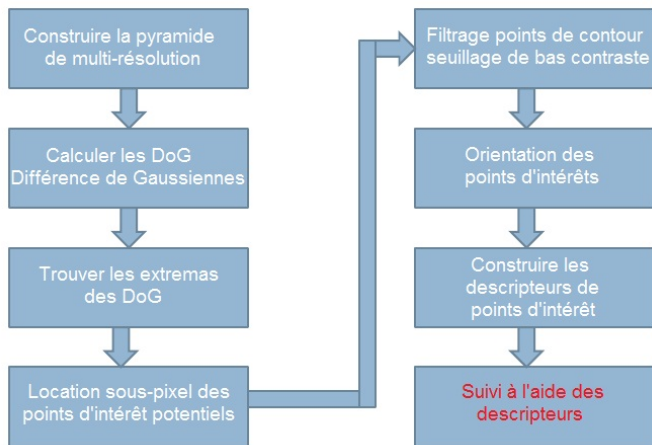 Construire la pyramide
de multi-résolution
Calculer les DoG
Différence de Gaussiennes
Trouver les extremas
des DoG
Location sous-pixel des
points d'intérêt potentiels
Filtrage points de contour
seuillage de bas contraste
Orientation des
points d'intérêts
Construire les
descripteurs de
points d'intérêt
Suivi à l'aide des
descripteurs